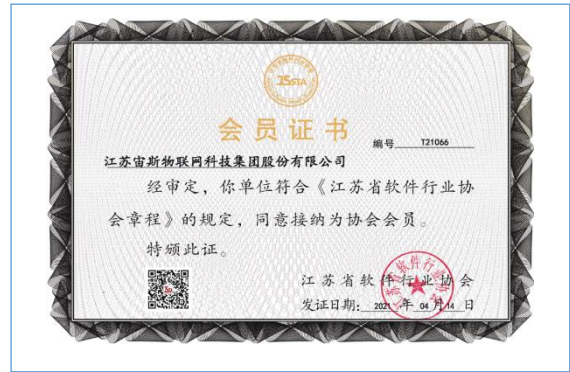 JSSIA
会员证书
编号 T21066
江苏宙斯物联网科技集团股份有限公司
经审定，你单位符合《江苏省软件行业协
会章程》的规定，同意接纳为协会会员。
特颁此证。
江苏省软件行业协会
发证日期：2021 年 04 月 14 日